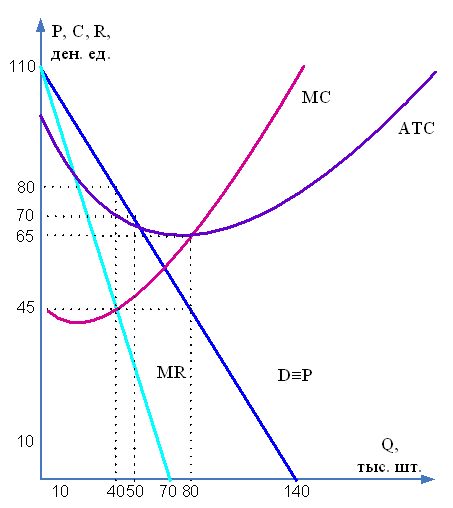 P, C, R,
ден. ед.
110
MC
ATC
80
70
65
45
MR
D≡P
10
Q,
тыс. шт.
10 40 50 70 80 140